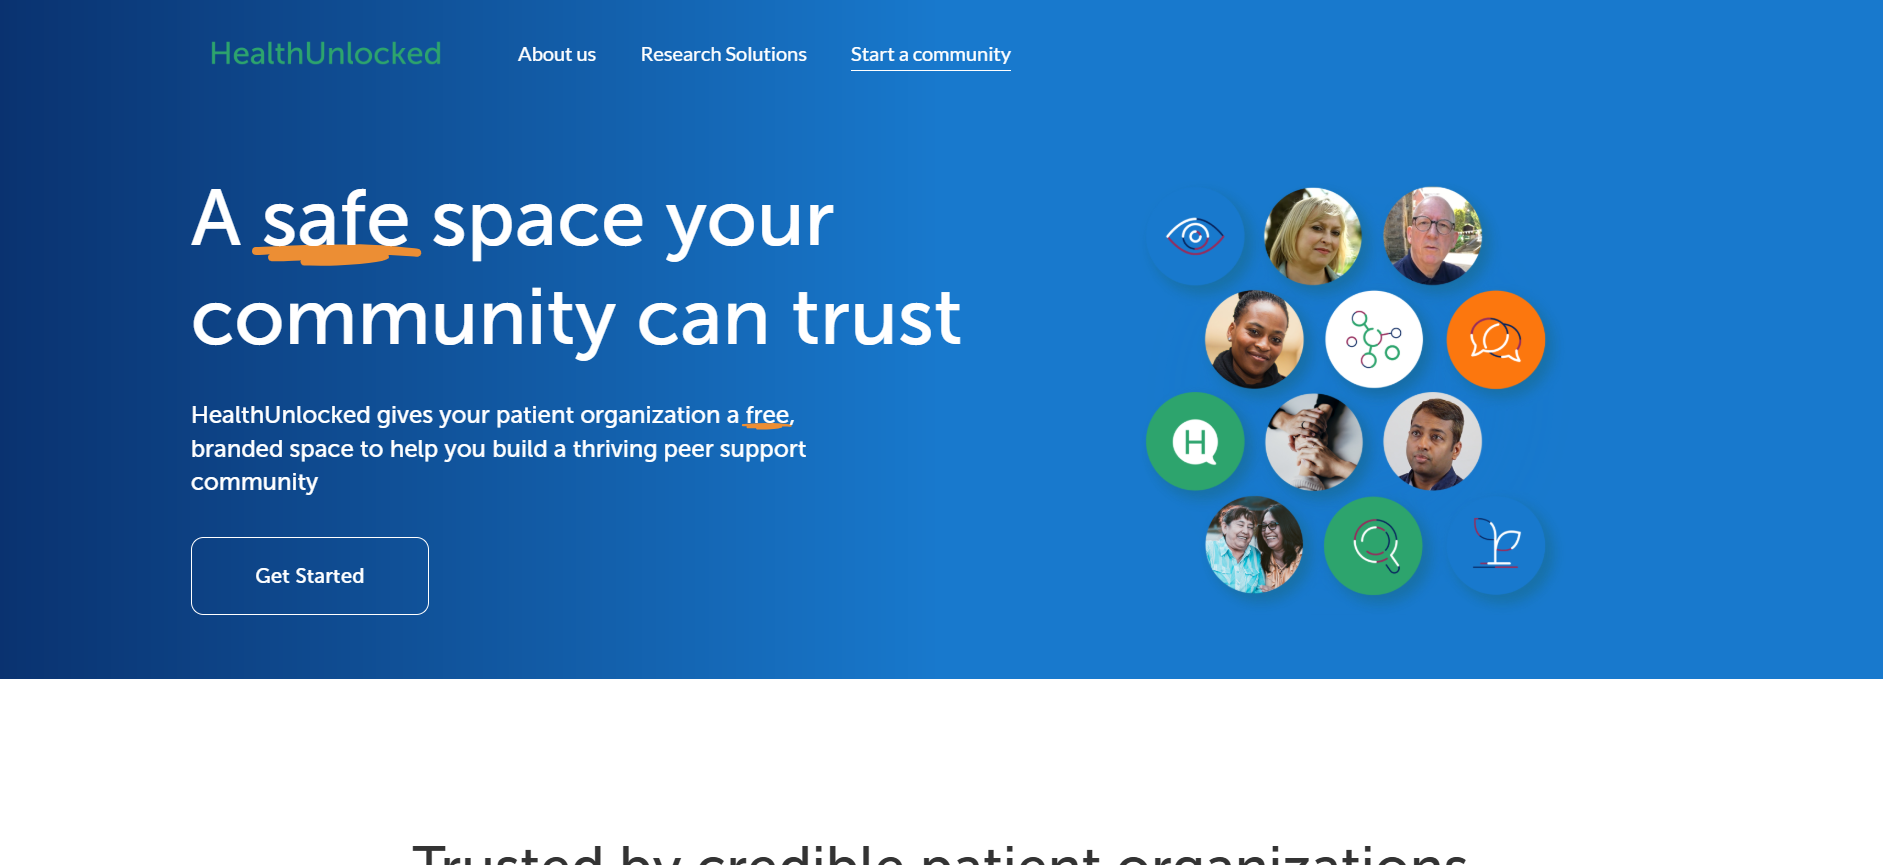 HealthUnlocked
About us
Research Solutions
Start a community
A safe space your
community can trust
HealthUnlocked gives your patient organization a free,
branded space to help you build a thriving peer support
community
Get Started
H
Trusted by credible patient organizations